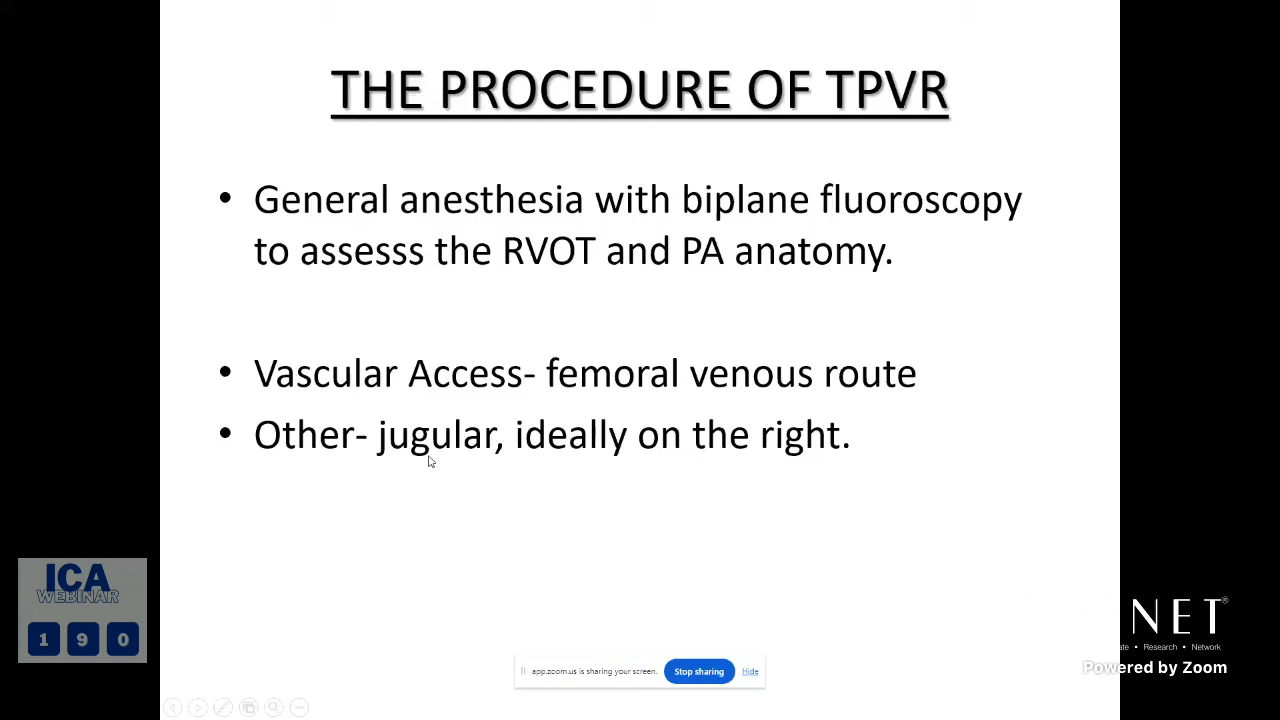 THE PROCEDURE OF TPVR
• General anesthesia with biplane fluoroscopy
to assesss the RVOT and PA anatomy.
• Vascular Access- femoral venous route
• Other- jugular, ideally on the right.
ICA
WEBINAR
1 9 0
NET®
• Research • Network
Powered by Zoom
app.zoom.us is sharing your screen. Stop sharing Hide